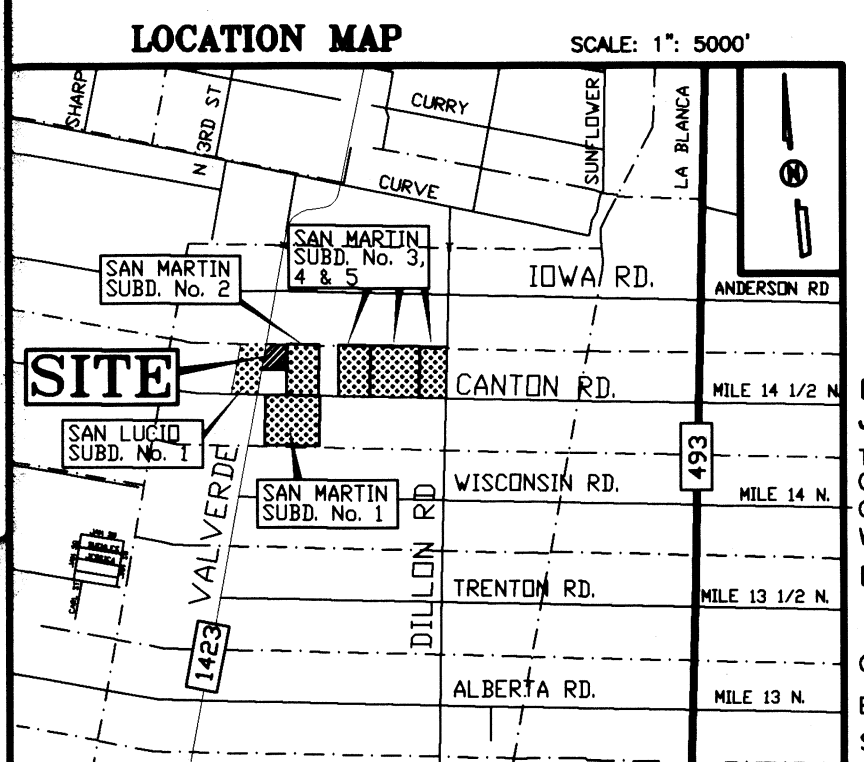 LOCATION MAP
SCALE: 1": 5000'
SHARP
N 3RD ST
CURRY
SUNFLOWER
LA BLANCA
N
CURVE
SAN MARTIN
SUBD. No. 3,
4 & 5
SAN MARTIN
SUBD. No. 2
IOWA RD.
ANDERSON RD
SITE
CANTON RD.
MILE 14 1/2 N.
SAN LUCIO
SUBD. No. 1
493
SAN MARTIN
SUBD. No. 1
WISCONSIN RD.
MILE 14 N.
VALVERDE
DILLON RD
TRENTON RD.
MILE 13 1/2 N.
1423
ALBERTA RD.
MILE 13 N.